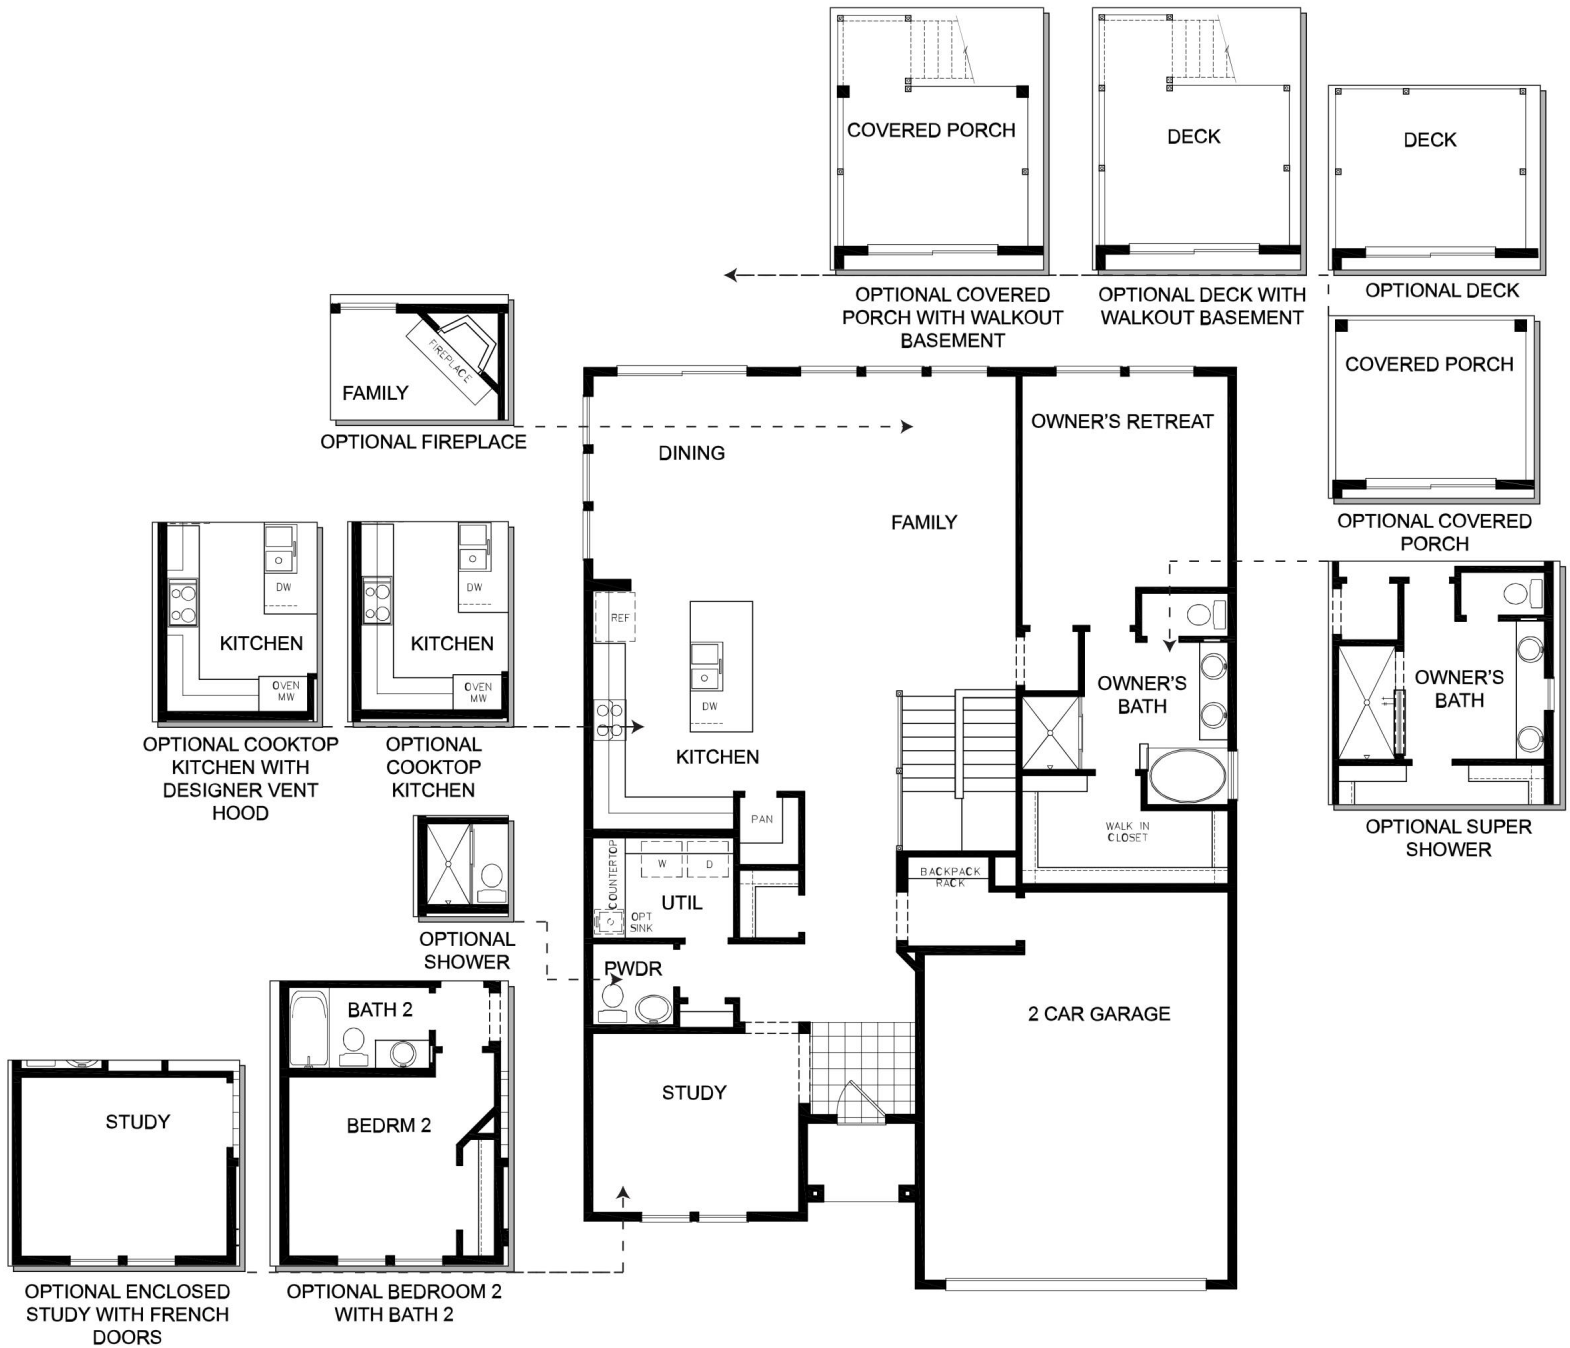 COVERED PORCH
DECK
DECK
OPTIONAL COVERED
PORCH WITH WALKOUT
BASEMENT
OPTIONAL DECK WITH
WALKOUT BASEMENT
OPTIONAL DECK
FIREPLACE
FAMILY
OPTIONAL FIREPLACE
COVERED PORCH
OPTIONAL COVERED
PORCH
DINING
FAMILY
OWNER'S RETREAT
DW
KITCHEN
OVEN
MW
OPTIONAL COOKTOP
KITCHEN WITH
DESIGNER VENT
HOOD
DW
KITCHEN
OVEN
MW
OPTIONAL
COOKTOP
KITCHEN
REF
DW
KITCHEN
PAN
OWNER'S
BATH
WALK IN
CLOSET
OWNER'S
BATH
OPTIONAL SUPER
SHOWER
OPTIONAL
SHOWER
COUNTERTOP
W
D
UTIL
OPT
SINK
BACKPACK
RACK
PWDR
2 CAR GARAGE
STUDY
BATH 2
BEDRM 2
OPTIONAL BEDROOM 2
WITH BATH 2
STUDY
OPTIONAL ENCLOSED
STUDY WITH FRENCH
DOORS